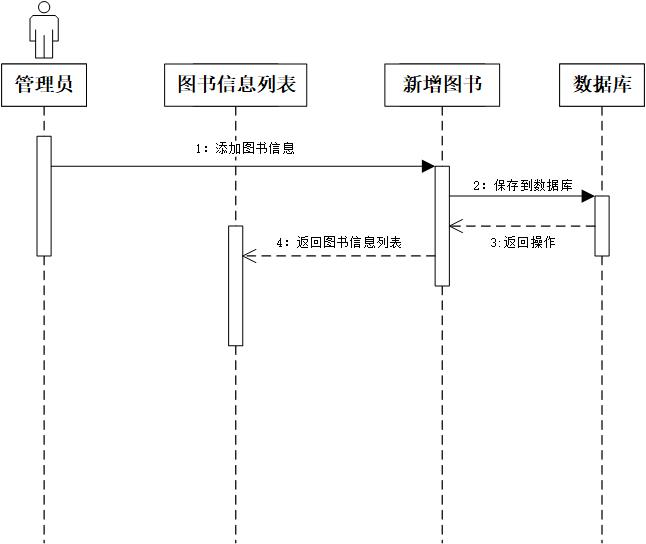 管理员
图书信息列表
新增图书
数据库
1: 添加图书信息
2: 保存到数据库
3:返回操作
4: 返回图书信息列表